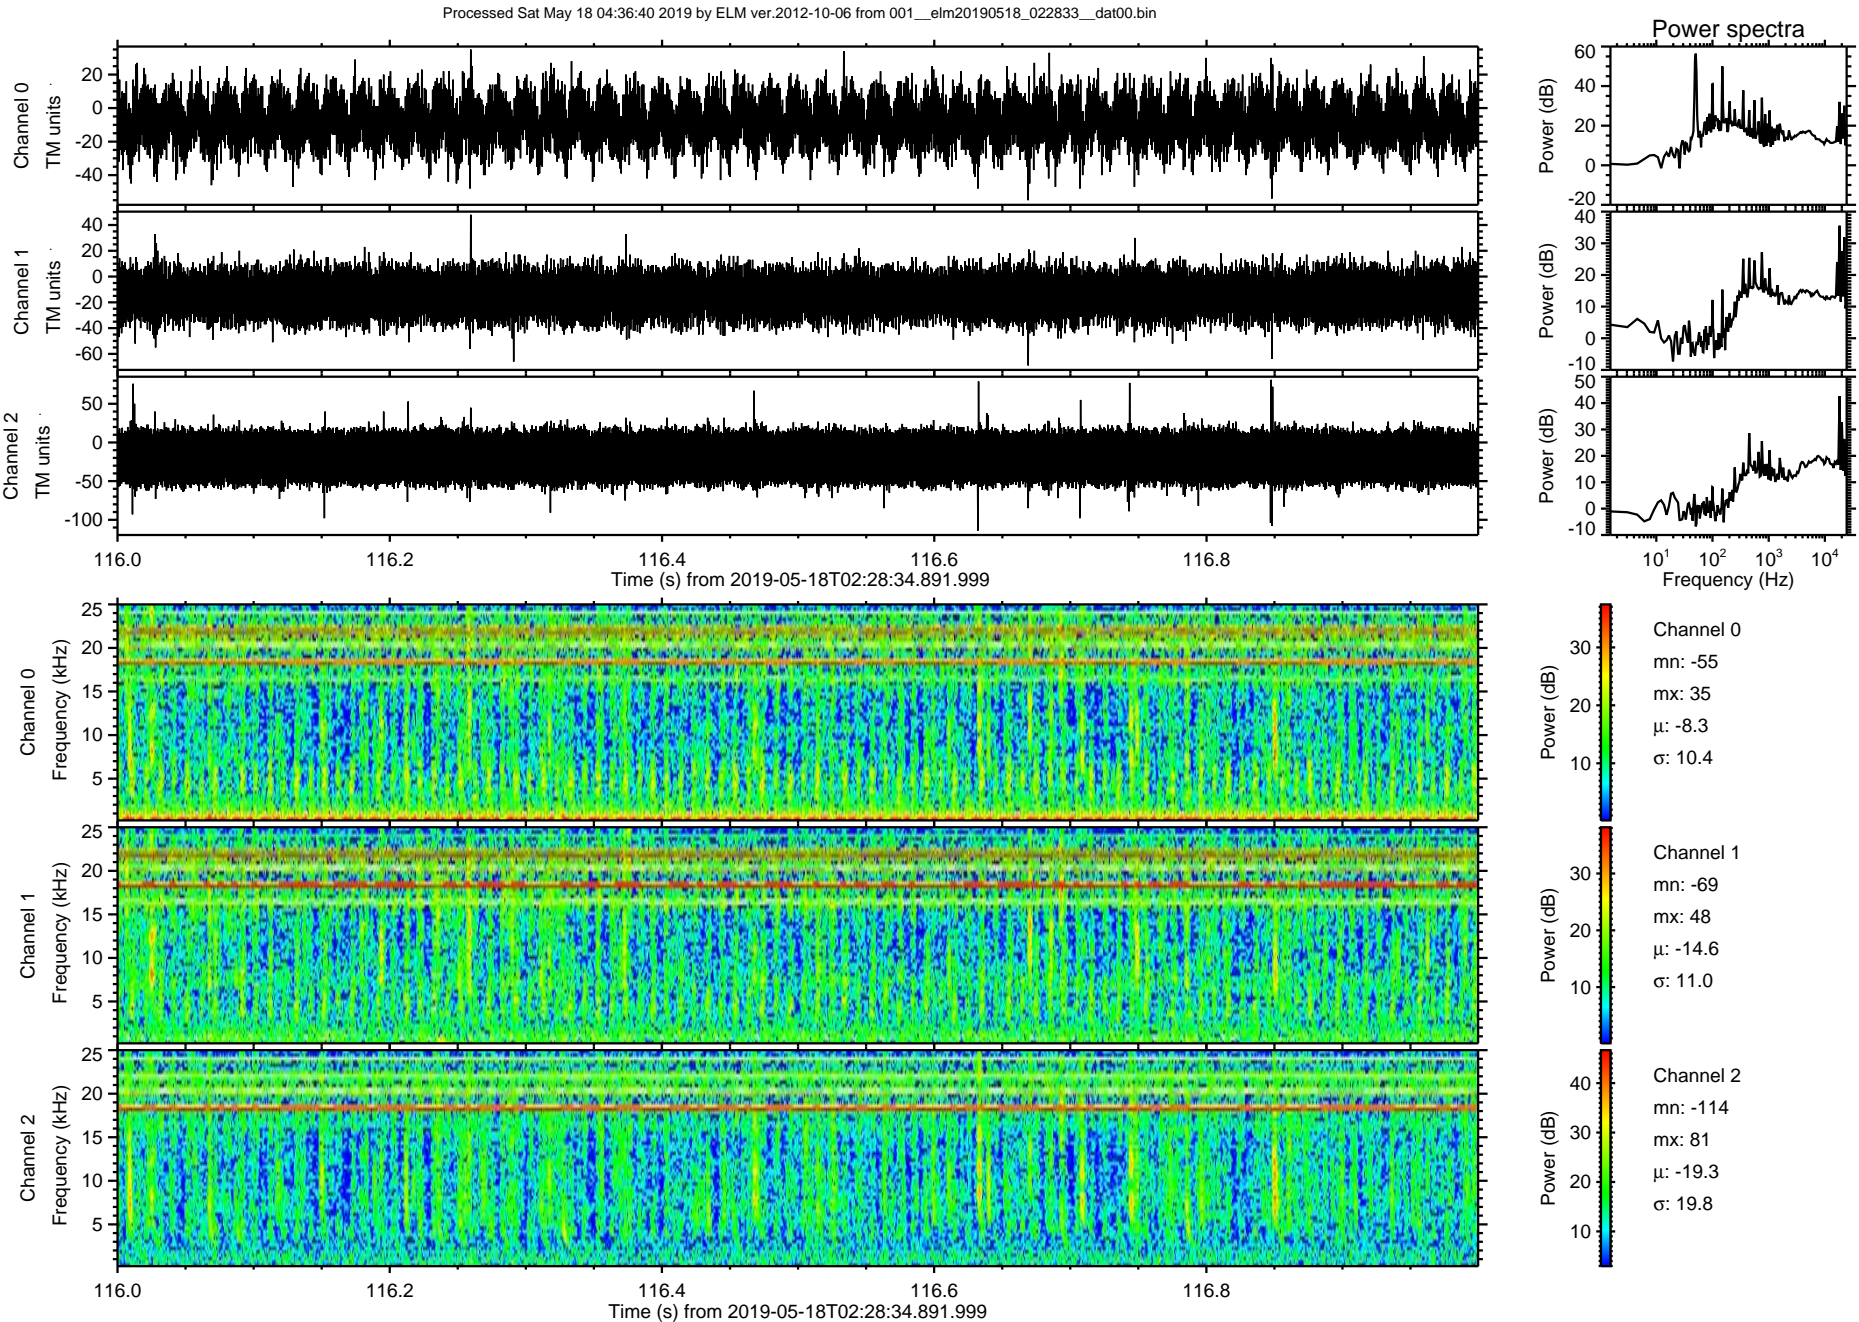 Processed Sat May 18 04:36:40 2019 by ELM ver.2012-10-06 from 001__elm20190518_022833__dat00.bin
Power spectra
Channel 0
TM units
20
0
-20
-40
Power (dB)
60
40
20
0
-20
Channel 1
TM units
40
20
0
-20
-40
-60
Power (dB)
40
30
20
10
0
-10
Channel 2
TM units
50
0
-50
-100
Power (dB)
50
40
30
20
10
0
-10
116.0 116.2 116.4 116.6 116.8
Time (s) from 2019-05-18T02:28:34.891.999
10^1 10^2 10^3 10^4
Frequency (Hz)
Channel 0
Frequency (kHz)
25
20
15
10
5
Power (dB)
30
20
10
Channel 0
mn: -55
mx: 35
μ: -8.3
σ: 10.4
Channel 1
Frequency (kHz)
25
20
15
10
5
Power (dB)
30
20
10
Channel 1
mn: -69
mx: 48
μ: -14.6
σ: 11.0
Channel 2
Frequency (kHz)
25
20
15
10
5
Power (dB)
40
30
20
10
Channel 2
mn: -114
mx: 81
μ: -19.3
σ: 19.8
116.0 116.2 116.4 116.6 116.8
Time (s) from 2019-05-18T02:28:34.891.999